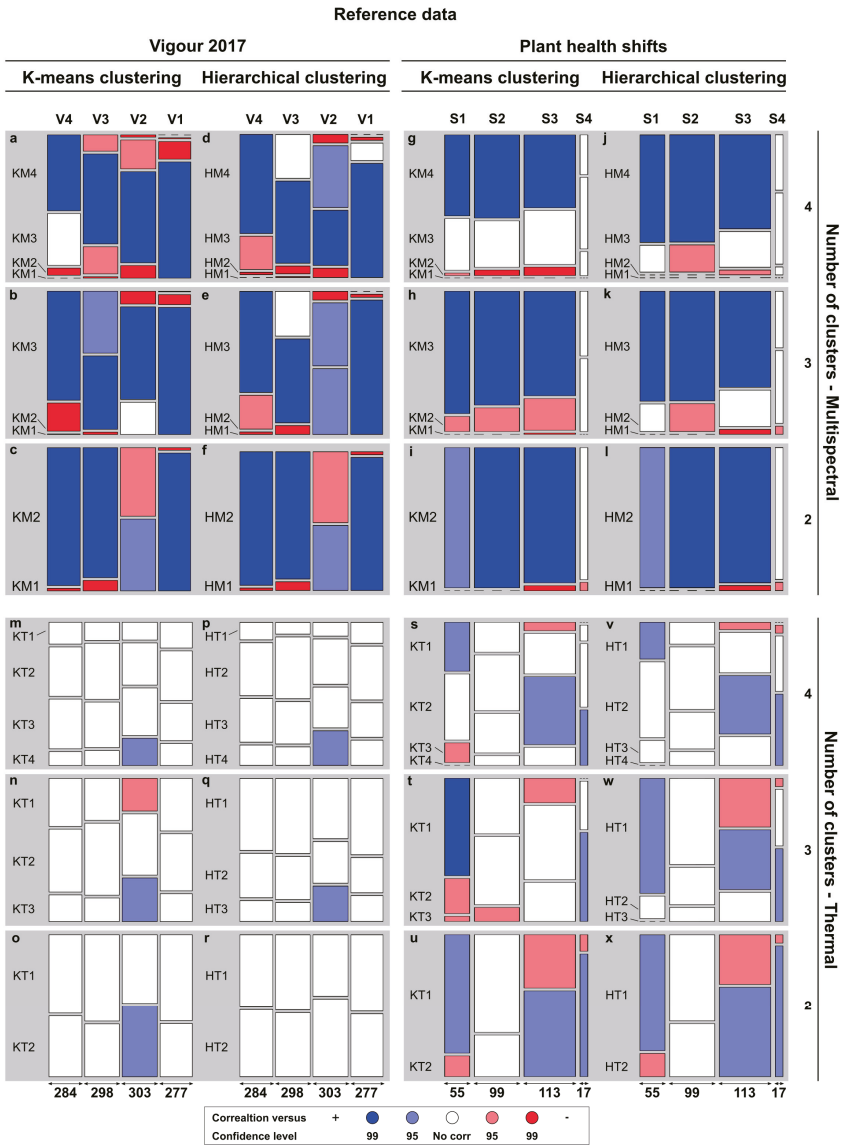 Reference data
Vigour 2017 Plant health shifts
K-means clustering Hierarchical clustering K-means clustering Hierarchical clustering
V4 V3 V2 V1 V4 V3 V2 V1 S1 S2 S3 S4 S1 S2 S3 S4
a d g j
KM4 HM4 KM4 HM4
4
KM3 HM3 KM3 HM3
KM2 HM2 KM2 HM2
KM1 HM1 KM1 HM1
b e h k
KM3 HM3 KM3 HM3
3
KM2 HM2 KM2 HM2
KM1 HM1 KM1 HM1
c f i l
KM2 HM2 KM2 HM2
2
KM1 HM1 KM1 HM1
Number of clusters - Multispectral
m p s v
KT1 HT1 KT1 HT1
KT2 HT2 KT2 HT2
4
KT3 HT3 KT3 HT3
KT4 HT4 KT4 HT4
n q t w
KT1 HT1 KT1 HT1
3
KT2 HT2 KT2 HT2
KT3 HT3 KT3 HT3
o r u x
KT1 HT1 KT1 HT1
2
KT2 HT2 KT2 HT2
Number of clusters - Thermal
284 298 303 277 284 298 303 277 55 99 113 17 55 99 113 17
Correaltion versus + -
Confidence level 99 95 No corr 95 99